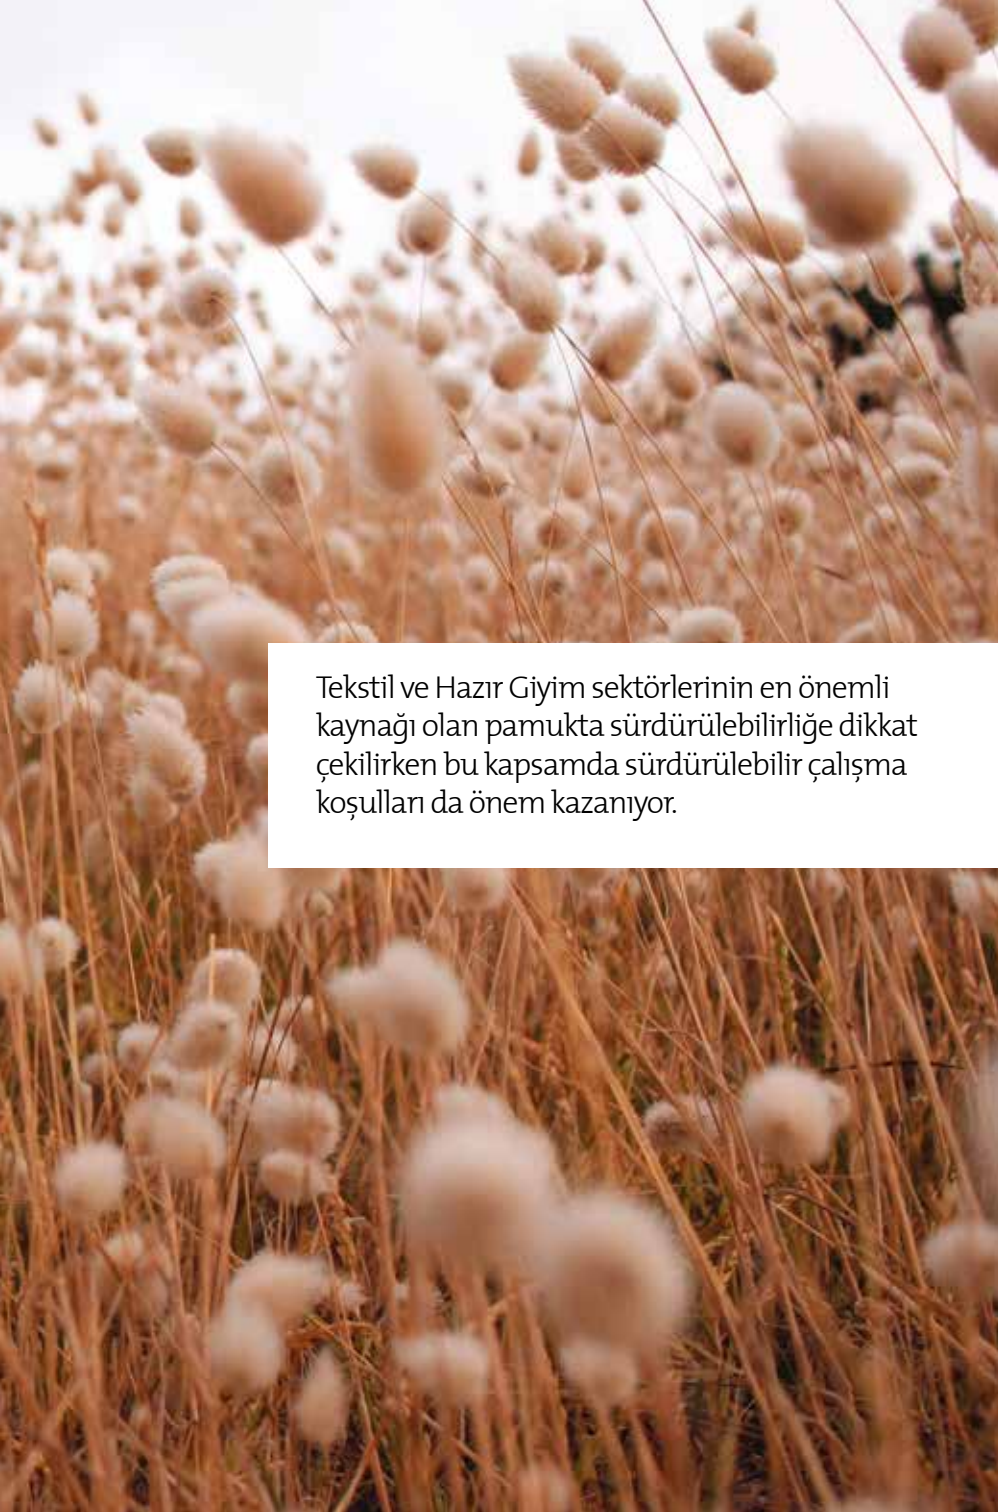 Tekstil ve Hazır Giyim sektörlerinin en önemli
kaynağı olan pamukta sürdürülebilirliğe dikkat
çekilirken bu kapsamda sürdürülebilir çalışma
koşulları da önem kazanıyor.